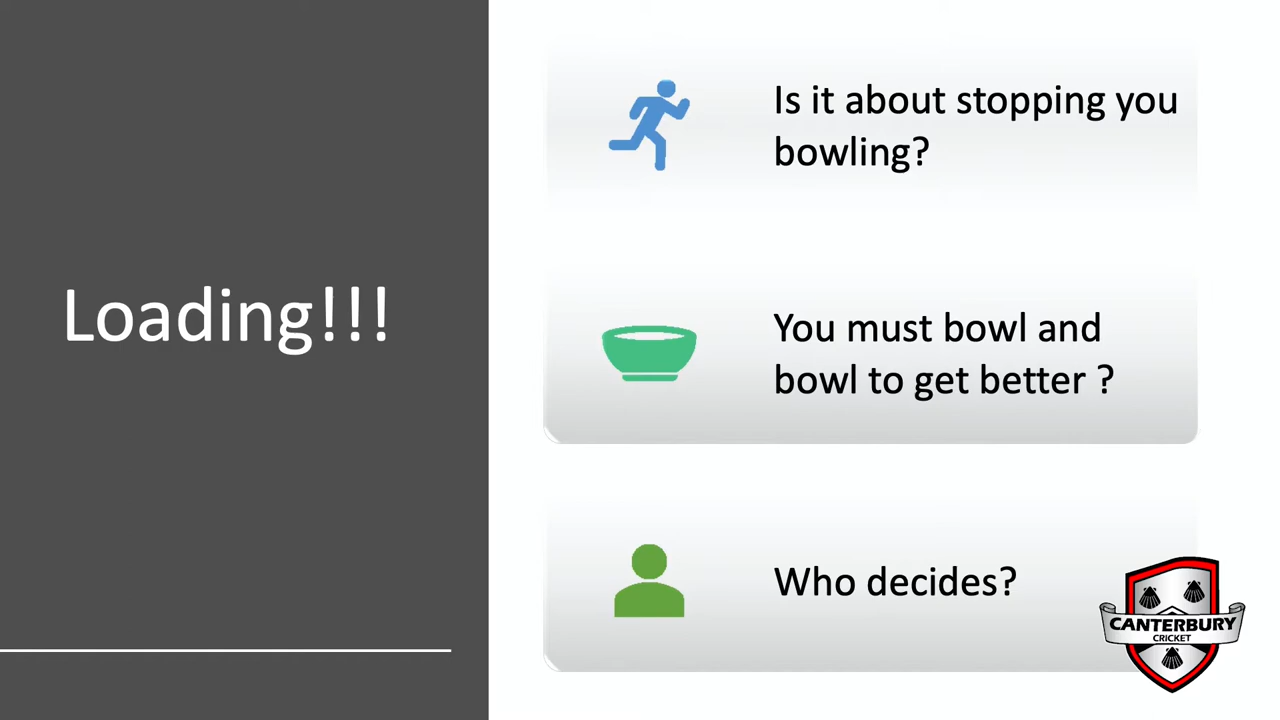 Loading!!!
Is it about stopping you
bowling?
You must bowl and
bowl to get better ?
Who decides?
CANTERBURY
CRICKET